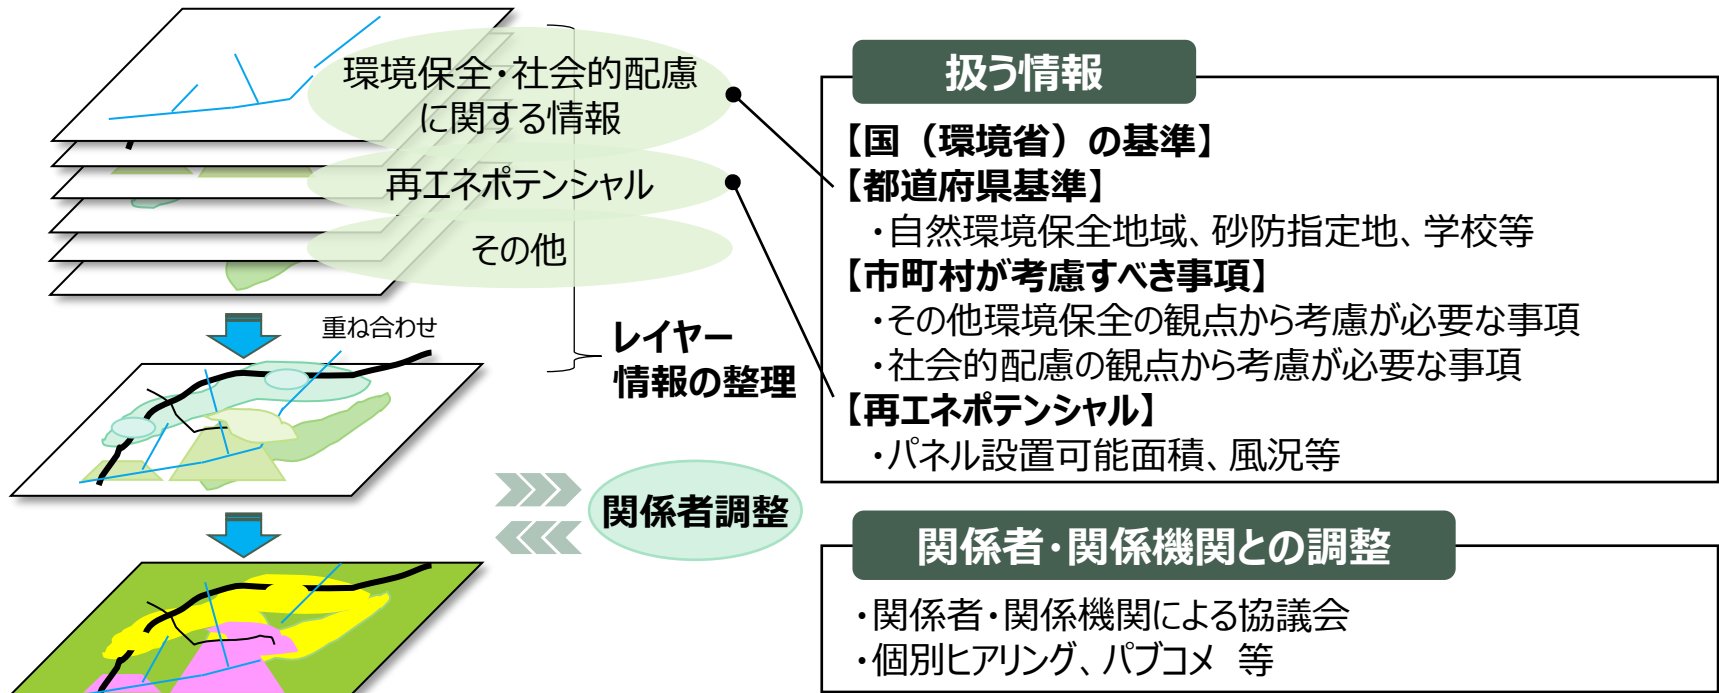 環境保全・社会的配慮
に関する情報
再エネポテンシャル
その他
重ね合わせ
レイヤー
情報の整理
関係者調整
扱う情報
【国（環境省）の基準】
【都道府県基準】
・自然環境保全地域、砂防指定地、学校等
【市町村が考慮すべき事項】
・その他環境保全の観点から考慮が必要な事項
・社会的配慮の観点から考慮が必要な事項
【再エネポテンシャル】
・パネル設置可能面積、風況等
関係者・関係機関との調整
・関係者・関係機関による協議会
・個別ヒアリング、パブコメ 等